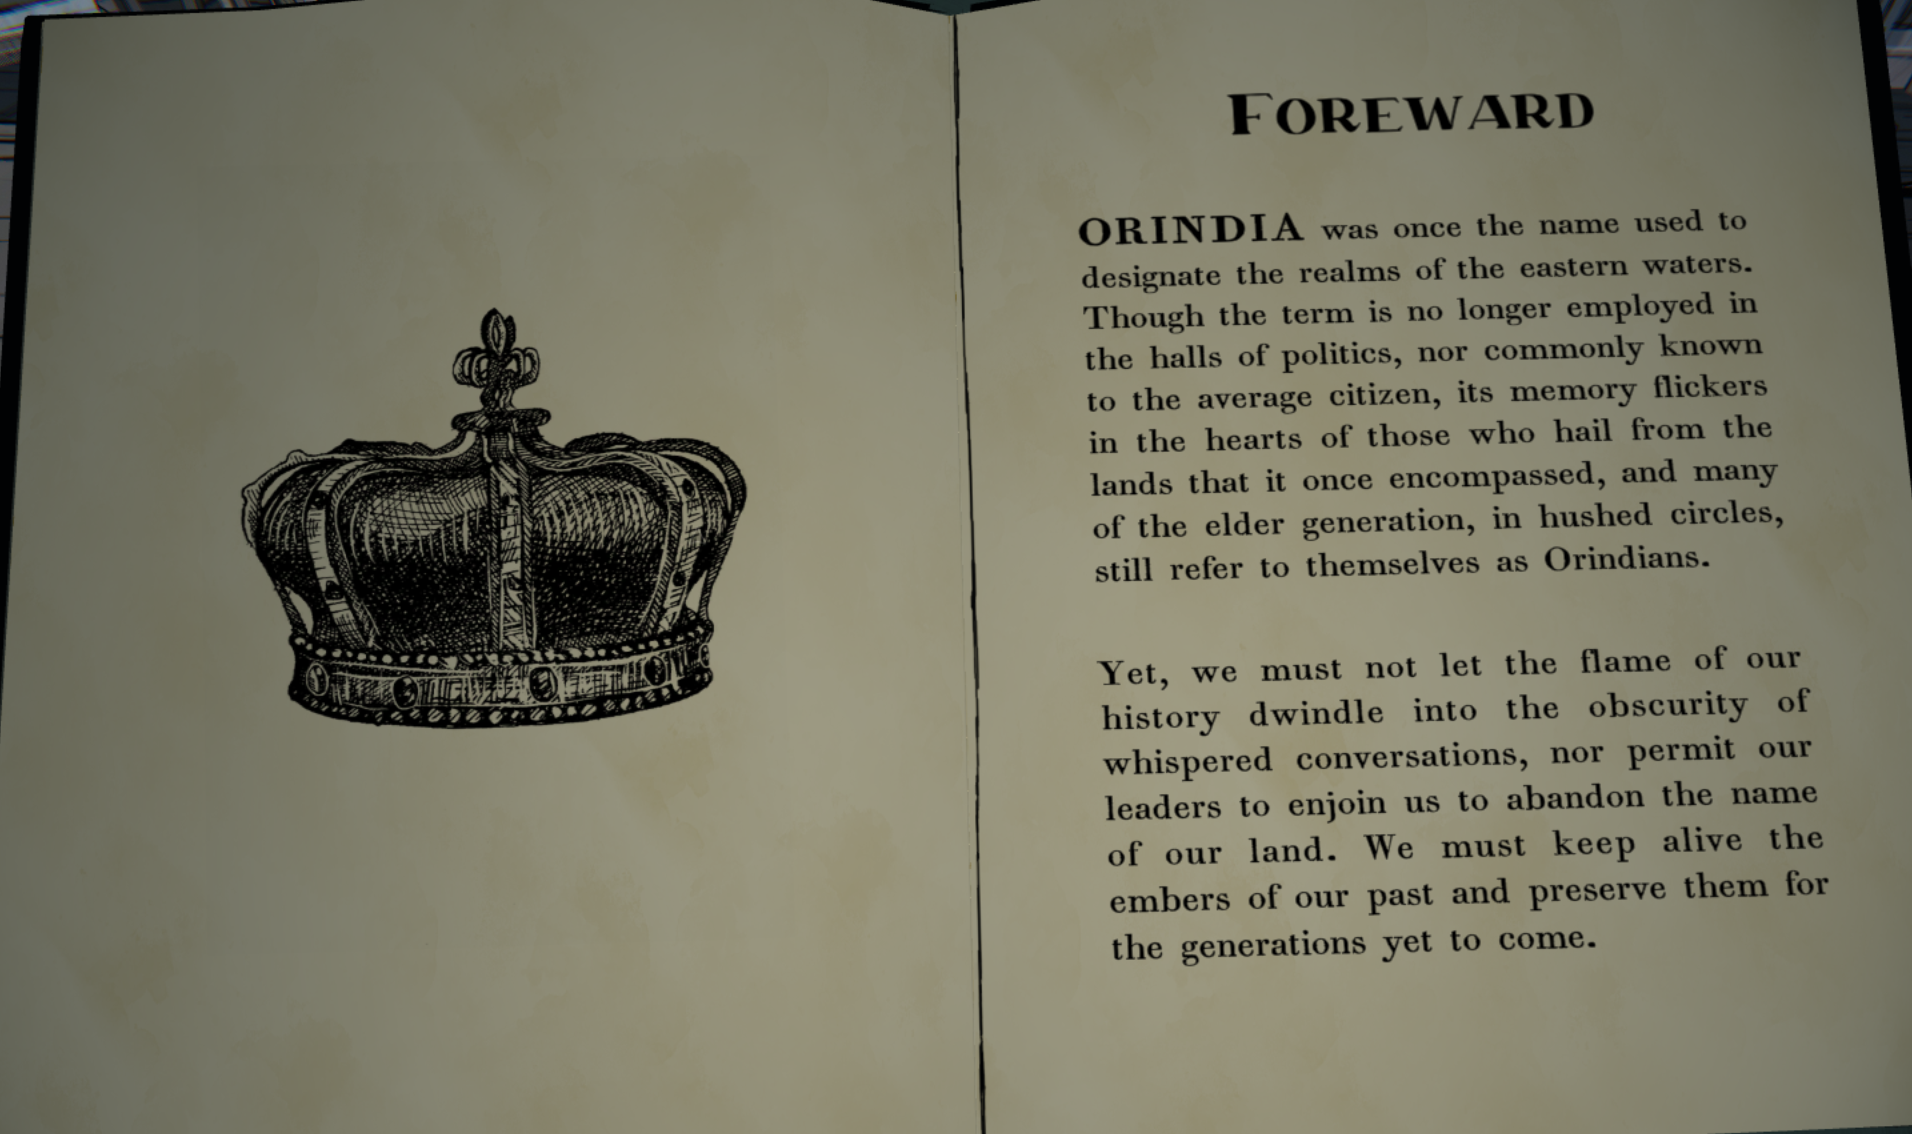 FOREWARD
ORINDIA was once the name used to
designate the realms of the eastern waters.
Though the term is no longer employed in
the halls of politics, nor commonly known
to the average citizen, its memory flickers
in the hearts of those who hail from the
lands that it once encompassed, and many
of the elder generation, in hushed circles,
still refer to themselves as Orindians.
Yet, we must not let the flame of our
history dwindle into the obscurity of
whispered conversations, nor permit our
leaders to enjoin us to abandon the name
of our land. We must keep alive the
embers of our past and preserve them for
the generations yet to come.